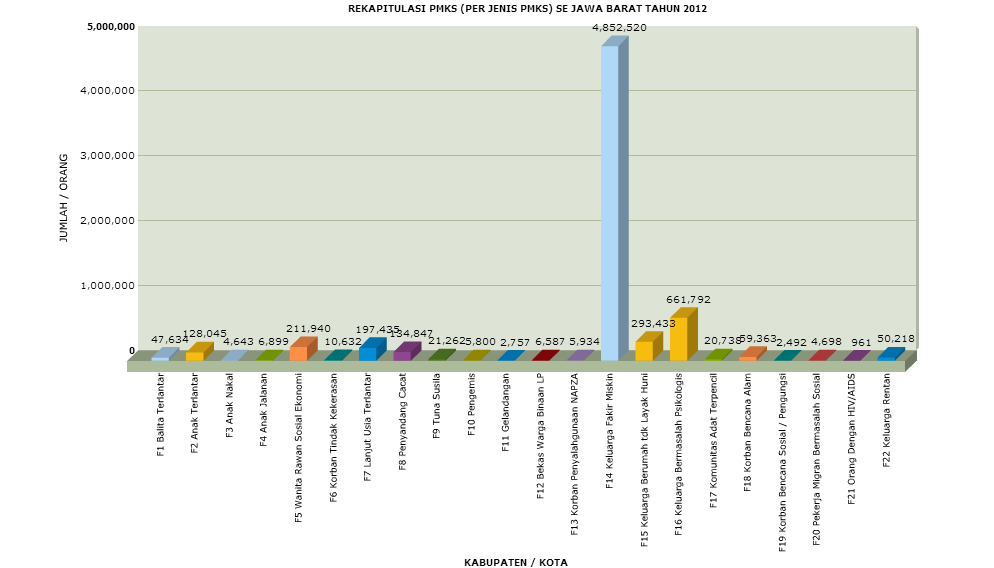 REKAPITULASI PMKS (PER JENIS PMKS) SE JAWA BARAT TAHUN 2012
JUMLAH / ORANG
5,000,000
4,000,000
3,000,000
2,000,000
1,000,000
0
47,634
128,045
4,643
6,899
211,940
10,632
197,435
134,847
21,262
5,800
2,757
6,587
5,934
4,852,520
293,433
661,792
20,738
59,363
2,492
4,698
961
50,218
F1 Balita Terlantar
F2 Anak Terlantar
F3 Anak Nakal
F4 Anak Jalanan
F5 Wanita Rawan Sosial Ekonomi
F6 Korban Tindak Kekerasan
F7 Lanjut Usia Terlantar
F8 Penyandang Cacat
F9 Tuna Susila
F10 Pengemis
F11 Gelandangan
F12 Bekas Warga Binaan LP
F13 Korban Penyalahgunaan NAPZA
F14 Keluarga Fakir Miskin
F15 Keluarga Berumah tdk Layak Huni
F16 Keluarga Bermasalah Psikologis
F17 Komunitas Adat Terpencil
F18 Korban Bencana Alam
F19 Korban Bencana Sosial / Pengungsi
F20 Pekerja Migran Bermasalah Sosial
F21 Orang Dengan HIV/AIDS
F22 Keluarga Rentan
KABUPATEN / KOTA